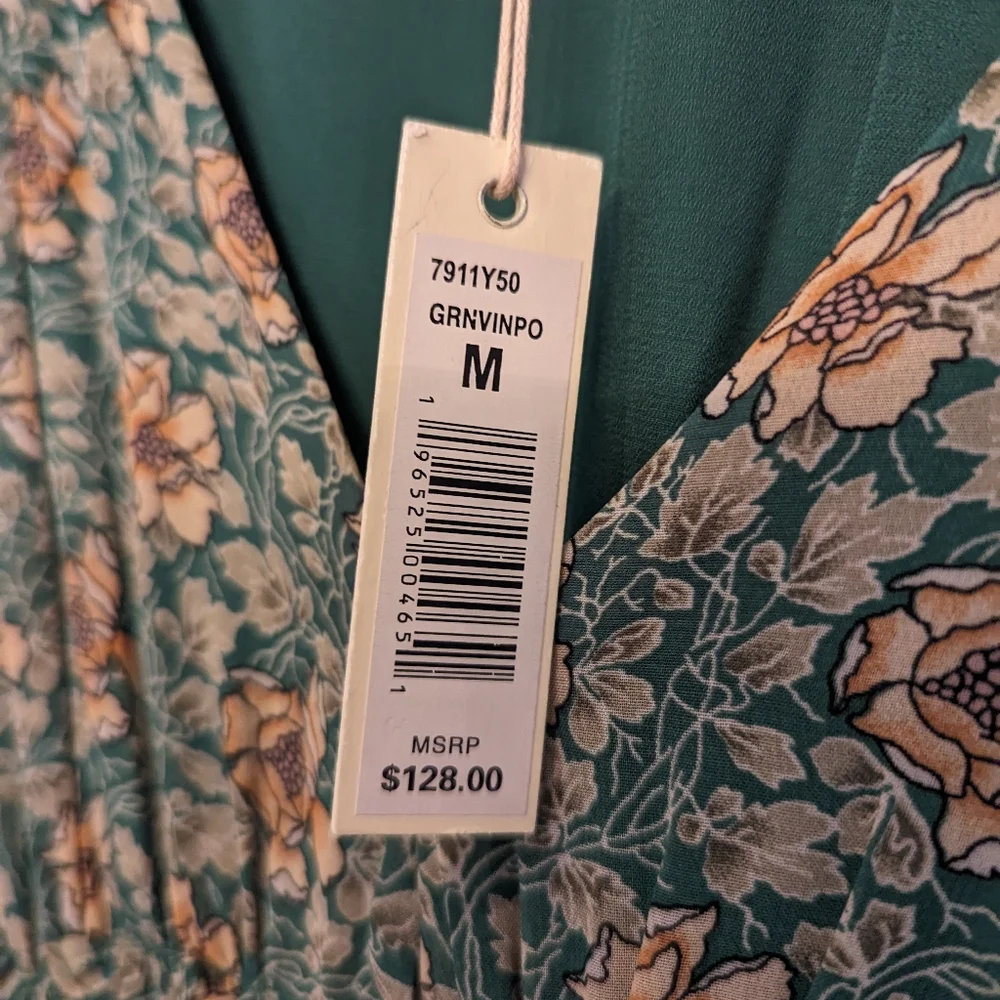 7911Y50
GRNVINPO
M
1 96525 00465 1
MSRP
$128.00